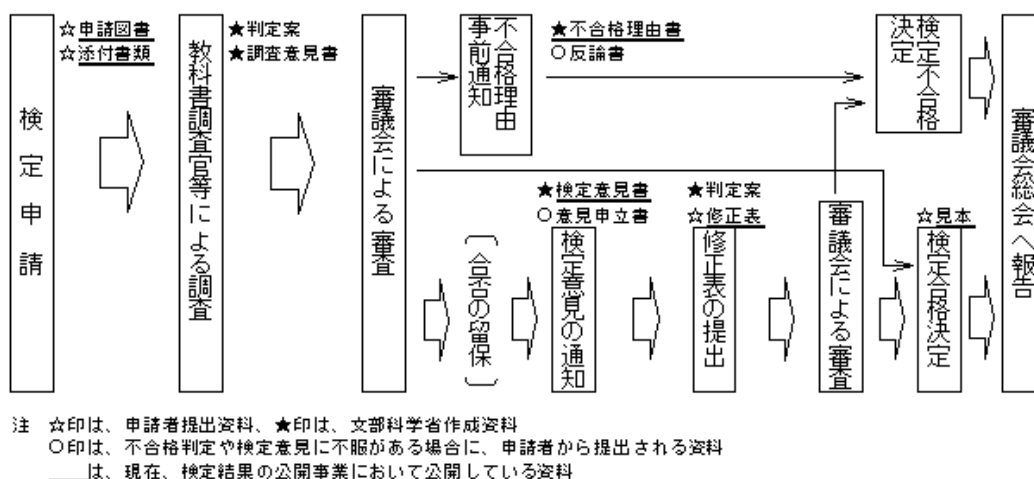 検定申請
☆申請図書
☆添付書類
教科書調査官等による調査
★判定案
★調査意見書
審議会による審査
不合格理由
事前通知
★不合格理由書
○反論書
検定不合格
決定
〔合否の留保〕
★検定意見書
○意見申立書
検定意見の通知
★判定案
☆修正表
修正表の提出
審議会による審査
☆見本
検定合格決定
審議会総会へ報告
注　☆印は、申請者提出資料、★印は、文部科学省作成資料
○印は、不合格判定や検定意見に不服がある場合に、申請者から提出される資料
＿＿は、現在、検定結果の公開事業において公開している資料